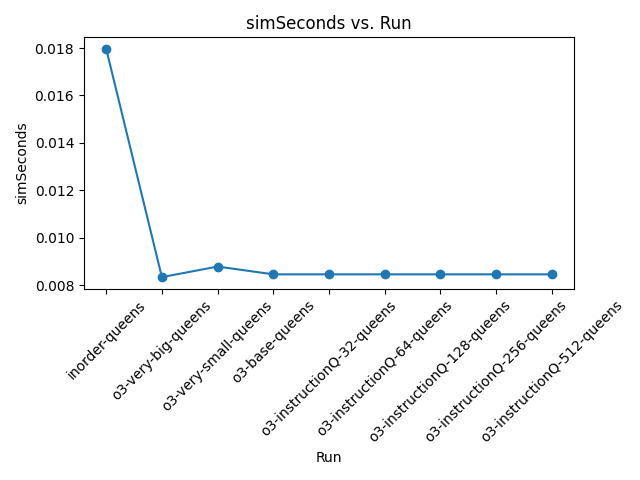 simSeconds vs. Run
simSeconds
0.018
0.016
0.014
0.012
0.010
0.008
inorder-queens
o3-very-big-queens
o3-very-small-queens
o3-base-queens
o3-instructionQ-32-queens
o3-instructionQ-64-queens
o3-instructionQ-128-queens
o3-instructionQ-256-queens
o3-instructionQ-512-queens
Run